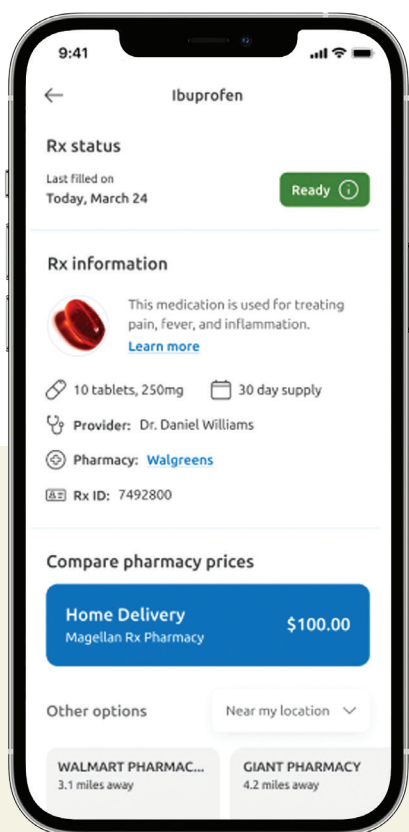 9:41
Ibuprofen
Rx status
Last filled on
Today, March 24
Ready
Rx information
This medication is used for treating
pain, fever, and inflammation.
Learn more
10 tablets, 250mg
30 day supply
Provider: Dr. Daniel Williams
Pharmacy: Walgreens
Rx ID: 7492800
Compare pharmacy prices
Home Delivery
Magellan Rx Pharmacy
$100.00
Other options
Near my location
WALMART PHARMAC...
3.1 miles away
GIANT PHARMACY
4.2 miles away